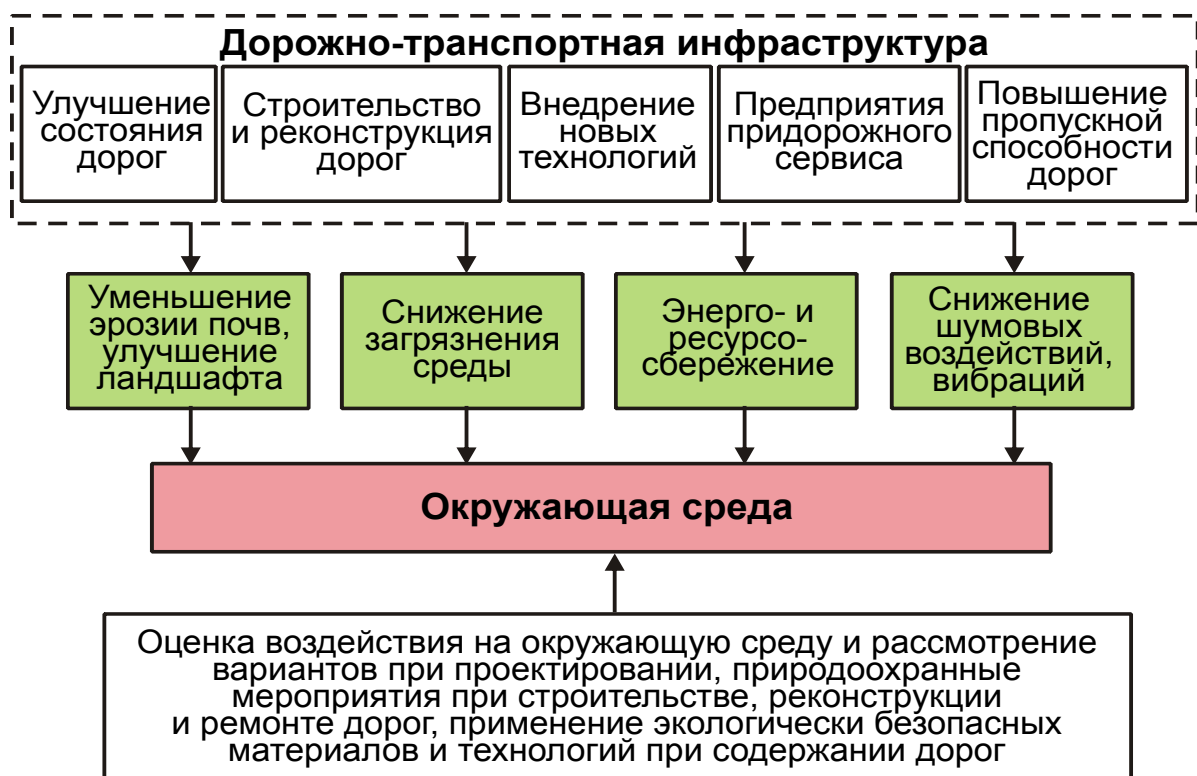 Дорожно-транспортная инфраструктура
Улучшение
состояния
дорог
Строительство
и реконструкция
дорог
Внедрение
новых
технологий
Предприятия
придорожного
сервиса
Повышение
пропускной
способности
дорог
Уменьшение
эрозии почв,
улучшение
ландшафта
Снижение
загрязнения
среды
Энерго- и
ресурсо-
сбережение
Снижение
шумовых
воздействий,
вибраций
Окружающая среда
Оценка воздействия на окружающую среду и рассмотрение
вариантов при проектировании, природоохранные
мероприятия при строительстве, реконструкции
и ремонте дорог, применение экологически безопасных
материалов и технологий при содержании дорог